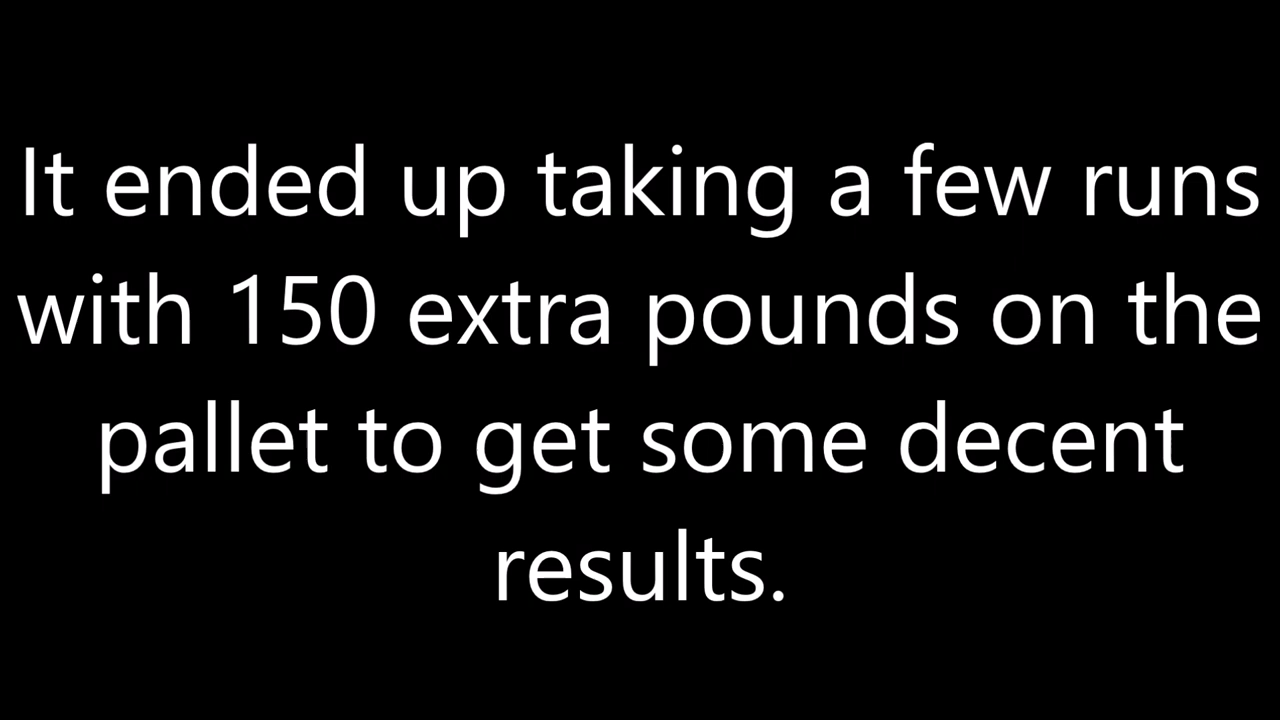 It ended up taking a few runs
with 150 extra pounds on the
pallet to get some decent
results.